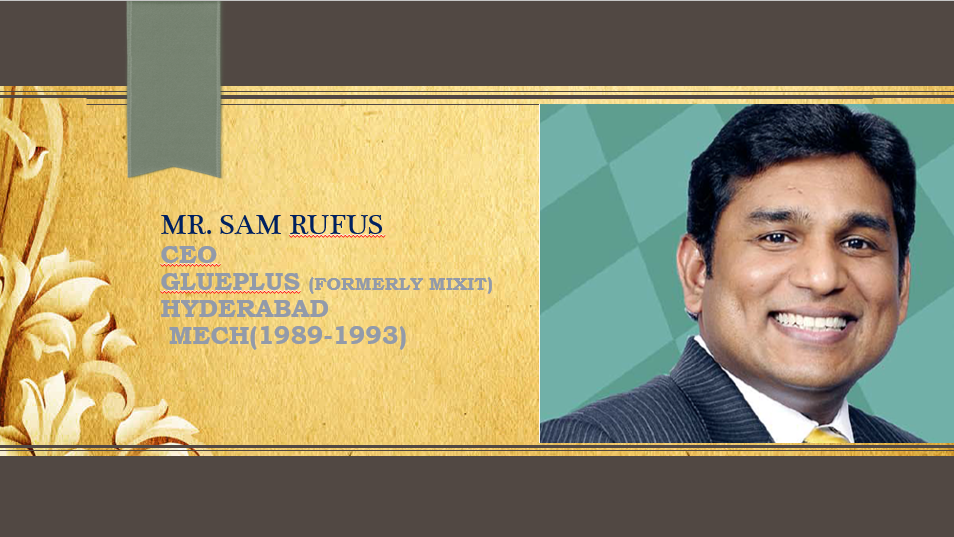 MR. SAM RUFUS
CEO
GLUEPLUS (FORMERLY MIXIT)
HYDERABAD
MECH(1989-1993)